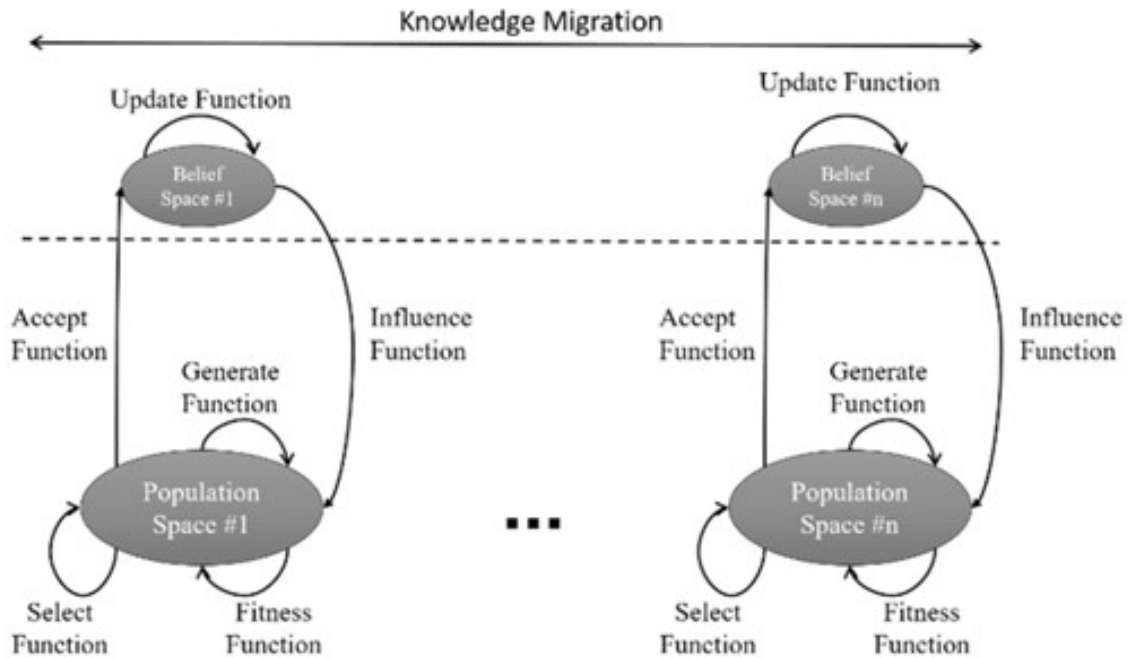 Knowledge Migration
Update Function
Update Function
Belief
Space #1
Belief
Space #n
Accept
Function
Influence
Function
Accept
Function
Influence
Function
Generate
Function
Generate
Function
Population
Space #1
...
Population
Space #n
Select
Function
Fitness
Function
Select
Function
Fitness
Function